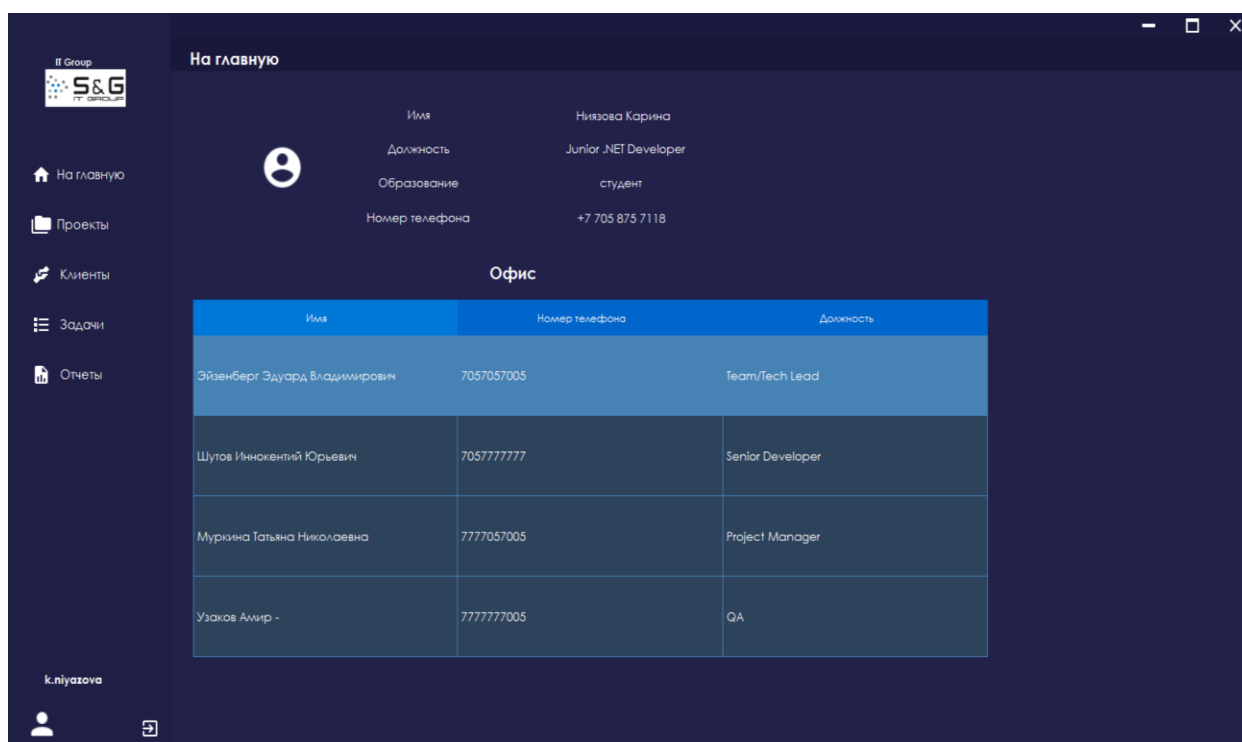 IT Group
S&G
IT GROUP
На главную
Проекты
Клиенты
Задачи
Отчеты
k.niyazova
На главную
Имя Ниязова Карина
Должность Junior .NET Developer
Образование студент
Номер телефона +7 705 875 7118
Офис
Имя Номер телефона Должность
Эйзенберг Эдуард Владимирович 7057057005 Team/Tech Lead
Шутов Иннокентий Юрьевич 7057777777 Senior Developer
Муркина Татьяна Николаевна 7777057005 Project Manager
Узаков Амир - 7777777005 QA